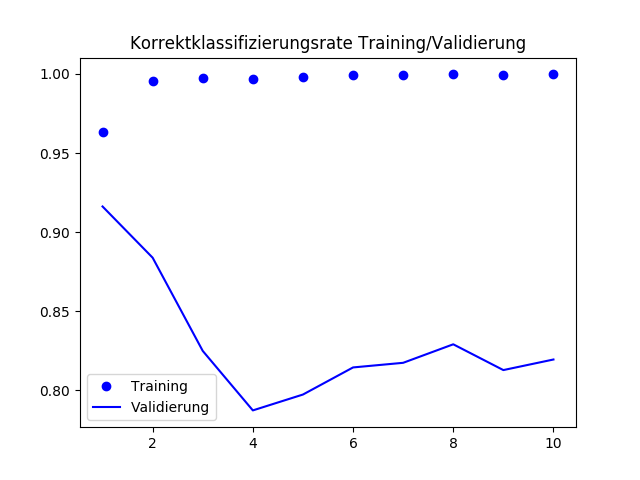 Korrektklassifizierungsrate Training/Validierung
1.00
0.95
0.90
0.85
0.80
Training
Validierung
2 4 6 8 10